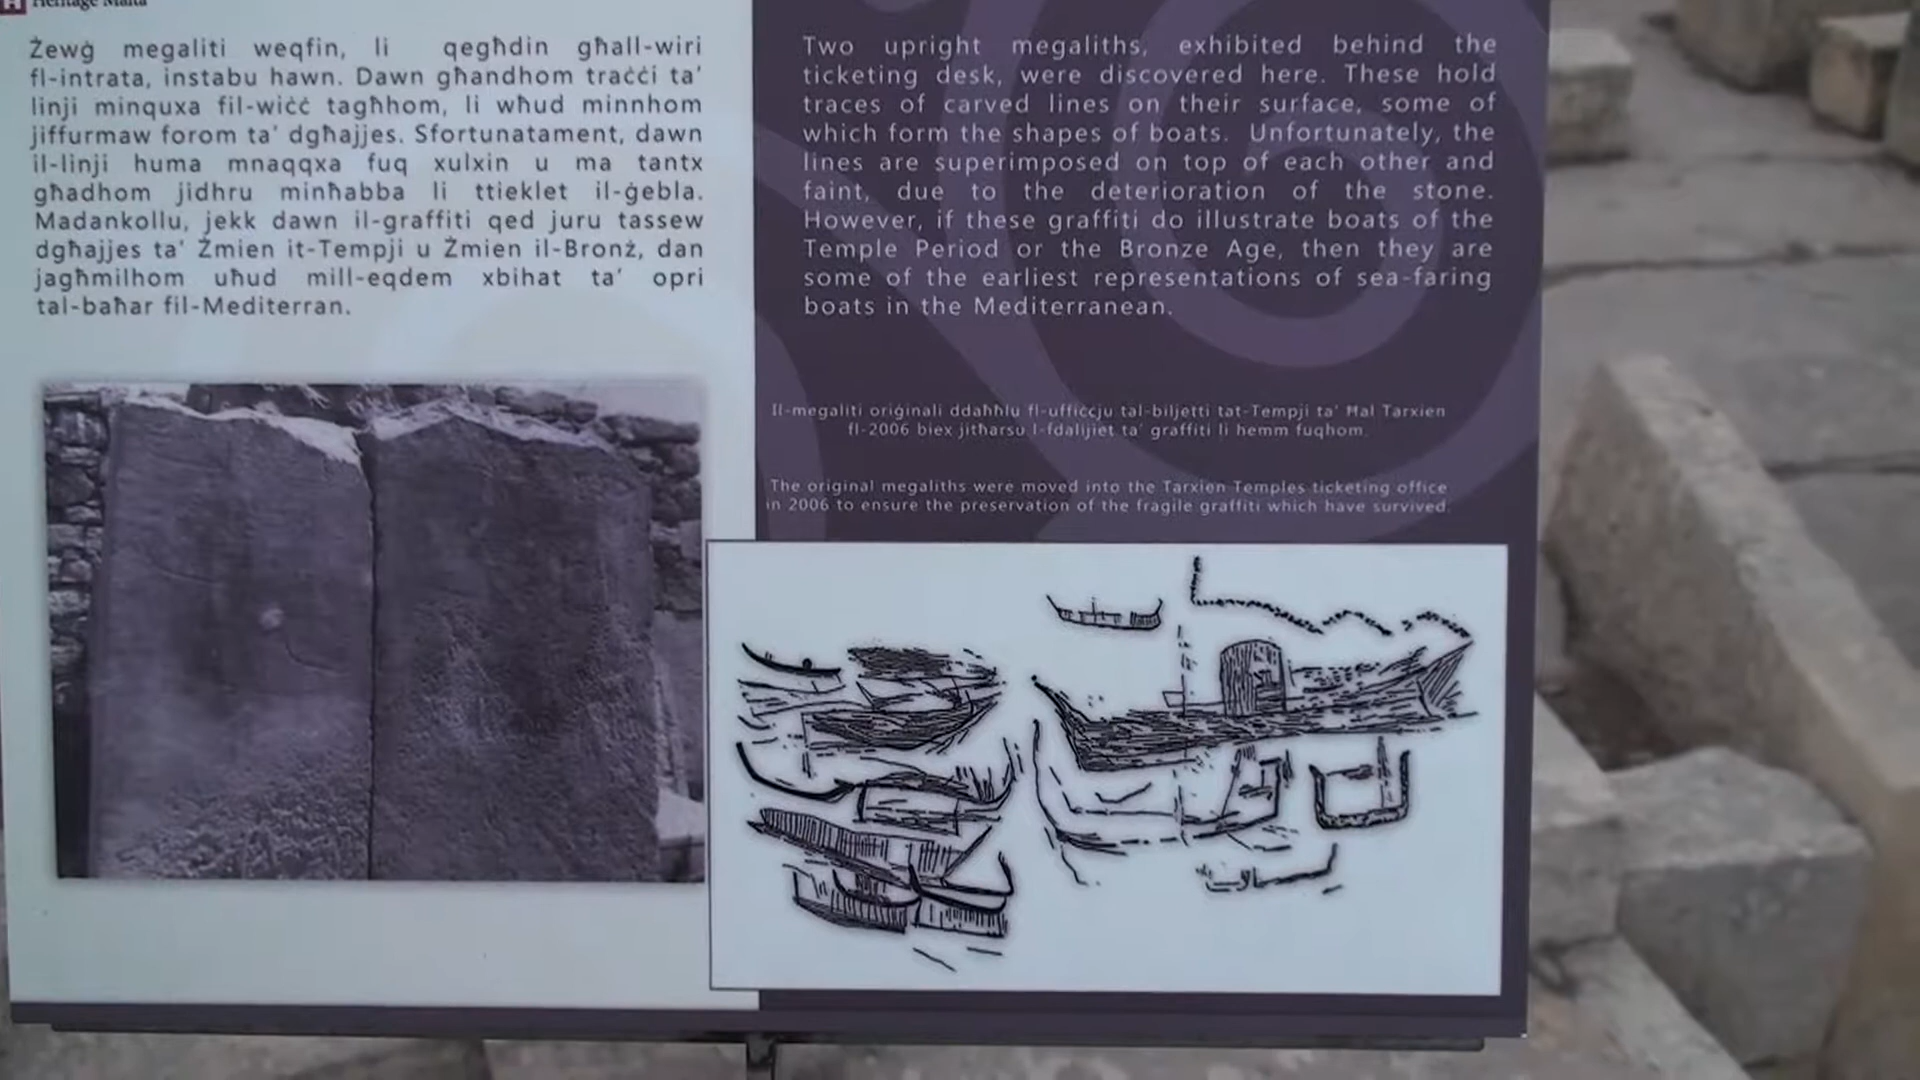 Heritage Malta
Żewġ megaliti weqfin, li qegħdin għall-wiri
fl-intrata, instabu hawn. Dawn għandhom traċċi ta'
linji minquxa fil-wiċċ tagħhom, li wħud minnhom
jiffurmaw forom ta' dgħajjes. Sfortunatament, dawn
il-linji huma mnaqqxa fuq xulxin u ma tantx
għadhom jidhru minħabba li ttieklet il-ġebla.
Madankollu, jekk dawn il-graffiti qed juru tassew
dgħajjes ta' Żmien it-Tempji u Żmien il-Bronż, dan
jagħmilhom uħud mill-eqdem xbihat ta' opri
tal-baħar fil-Mediterran.
Two upright megaliths, exhibited behind the
ticketing desk, were discovered here. These hold
traces of carved lines on their surface, some of
which form the shapes of boats. Unfortunately, the
lines are superimposed on top of each other and
faint, due to the deterioration of the stone.
However, if these graffiti do illustrate boats of the
Temple Period or the Bronze Age, then they are
some of the earliest representations of sea-faring
boats in the Mediterranean.
Il-megaliti oriġinali ddaħħlu fl-uffiċċju tal-biljetti tat-Tempji ta' Ħal Tarxien
fl-2006 biex jitħarsu l-fdalijiet ta' graffiti li hemm fuqhom.
The original megaliths were moved into the Tarxien Temples ticketing office
in 2006 to ensure the preservation of the fragile graffiti which have survived.